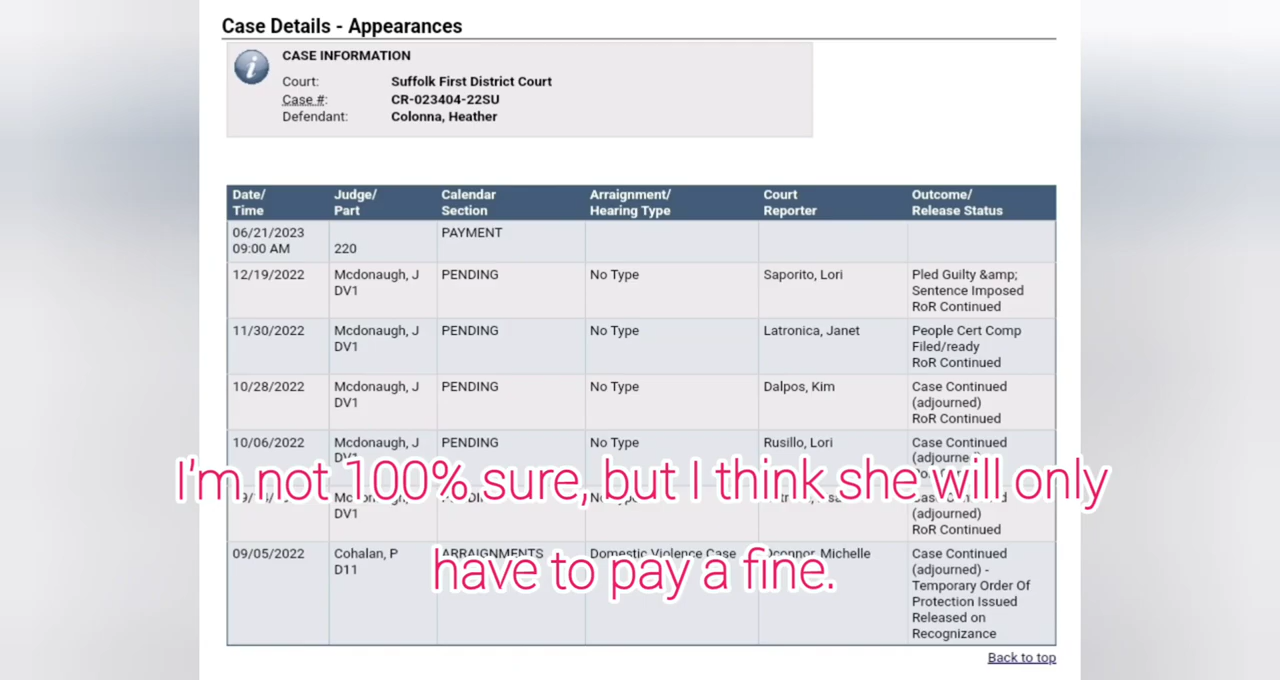 Case Details - Appearances
CASE INFORMATION
Court: Suffolk First District Court
Case #: CR-023404-22SU
Defendant: Colonna, Heather
Date/ Judge/ Calendar Arraignment/ Court Outcome/
Time Part Section Hearing Type Reporter Release Status
06/21/2023 PAYMENT
09:00 AM 220
12/19/2022 Mcdonaugh, J PENDING No Type Saporito, Lori Pled Guilty &amp;
DV1 Sentence Imposed
RoR Continued
11/30/2022 Mcdonaugh, J PENDING No Type Latronica, Janet People Cert Comp
DV1 Filed/ready
RoR Continued
10/28/2022 Mcdonaugh, J PENDING No Type Dalpos, Kim Case Continued
DV1 (adjourned)
RoR Continued
10/06/2022 Mcdonaugh, J PENDING No Type Rusillo, Lori Case Continued
(adjourned)
I'm not 100% sure, but I think she will only
DV1 (adjourned)
RoR Continued
09/05/2022 Cohalan, P ARRAIGNMENTS Domestic Violence Case Oconnor, Michelle Case Continued
D11 (adjourned) -
have to pay a fine.
Temporary Order Of
Protection Issued
Released on
Recognizance
Back to top